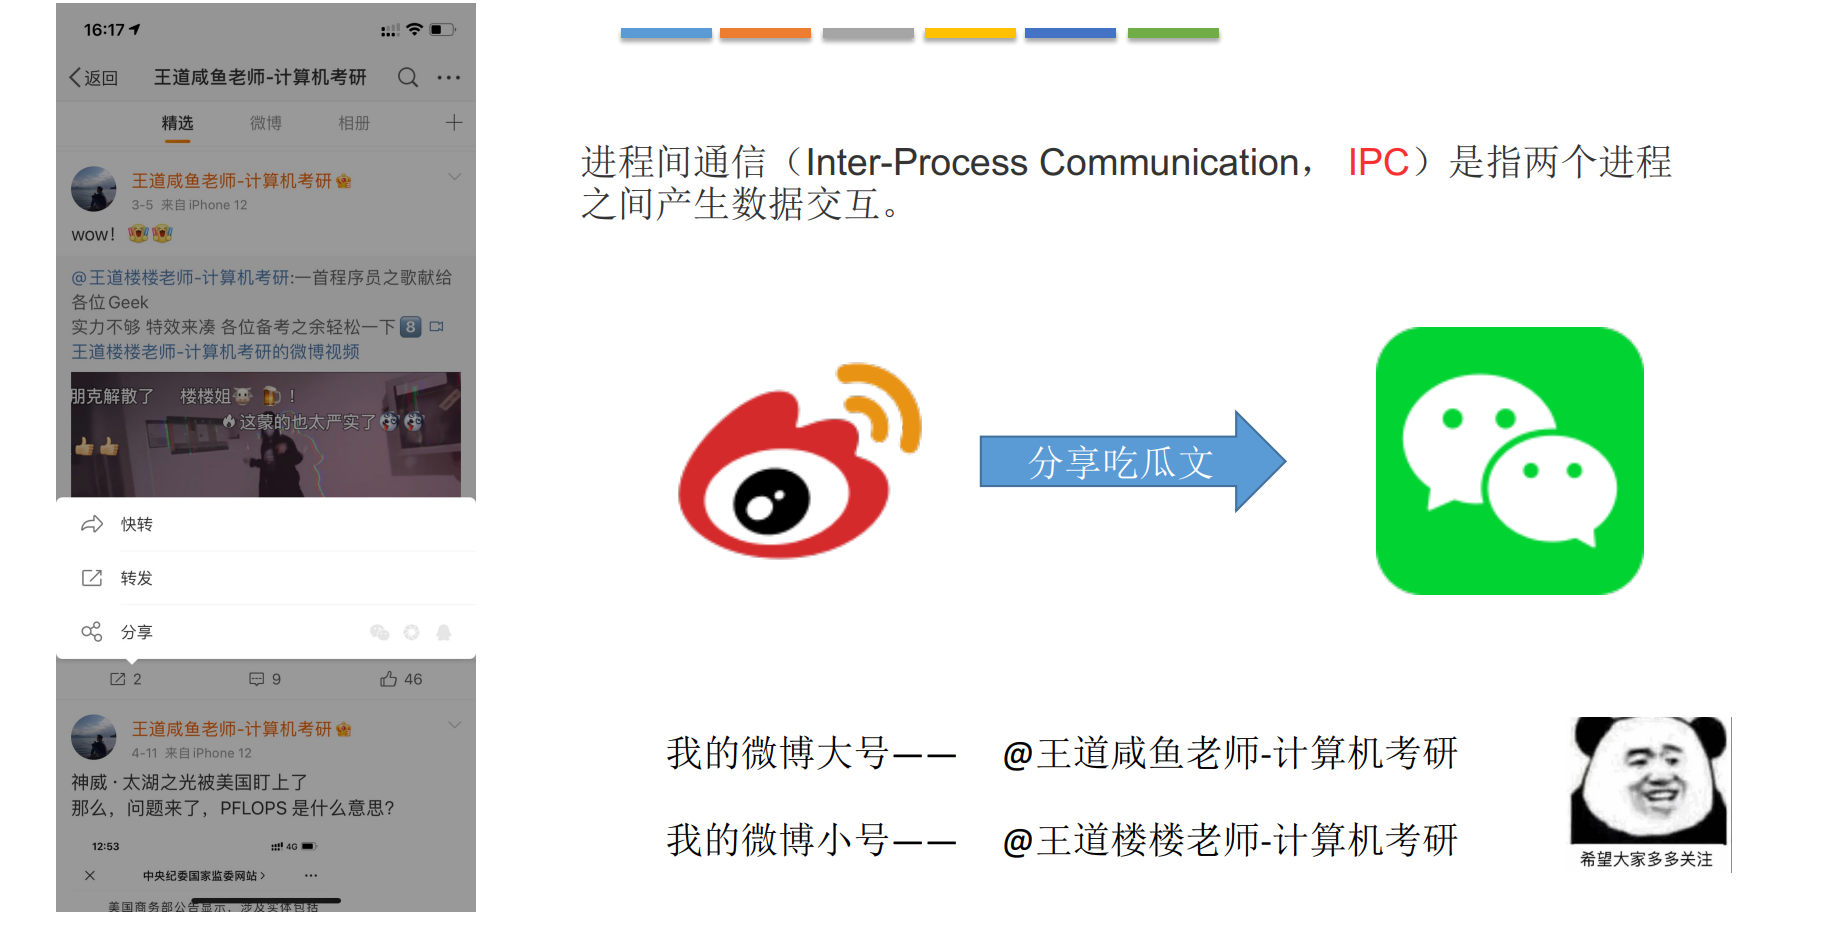 16:17
返回 王道咸鱼老师-计算机考研
精选 微博 相册
王道咸鱼老师-计算机考研
3-5 来自 iPhone 12
wow！
@王道楼楼老师-计算机考研:一首程序员之歌献给
各位Geek
实力不够 特效来凑 各位备考之余轻松一下 8
王道楼楼老师-计算机考研的微博视频
朋克解散了 楼楼姐 ！
这蒙的也太严实了
快转
转发
分享
2 9 46
王道咸鱼老师-计算机考研
4-11 来自 iPhone 12
神威·太湖之光被美国盯上了
那么，问题来了，PFLOPS 是什么意思？
12:53 4G
中央纪委国家监委网站
美国商务部公告显示，涉及实体包括
进程间通信（Inter-Process Communication， IPC）是指两个进程
之间产生数据交互。
分享吃瓜文
我的微博大号—— @王道咸鱼老师-计算机考研
我的微博小号—— @王道楼楼老师-计算机考研
希望大家多多关注